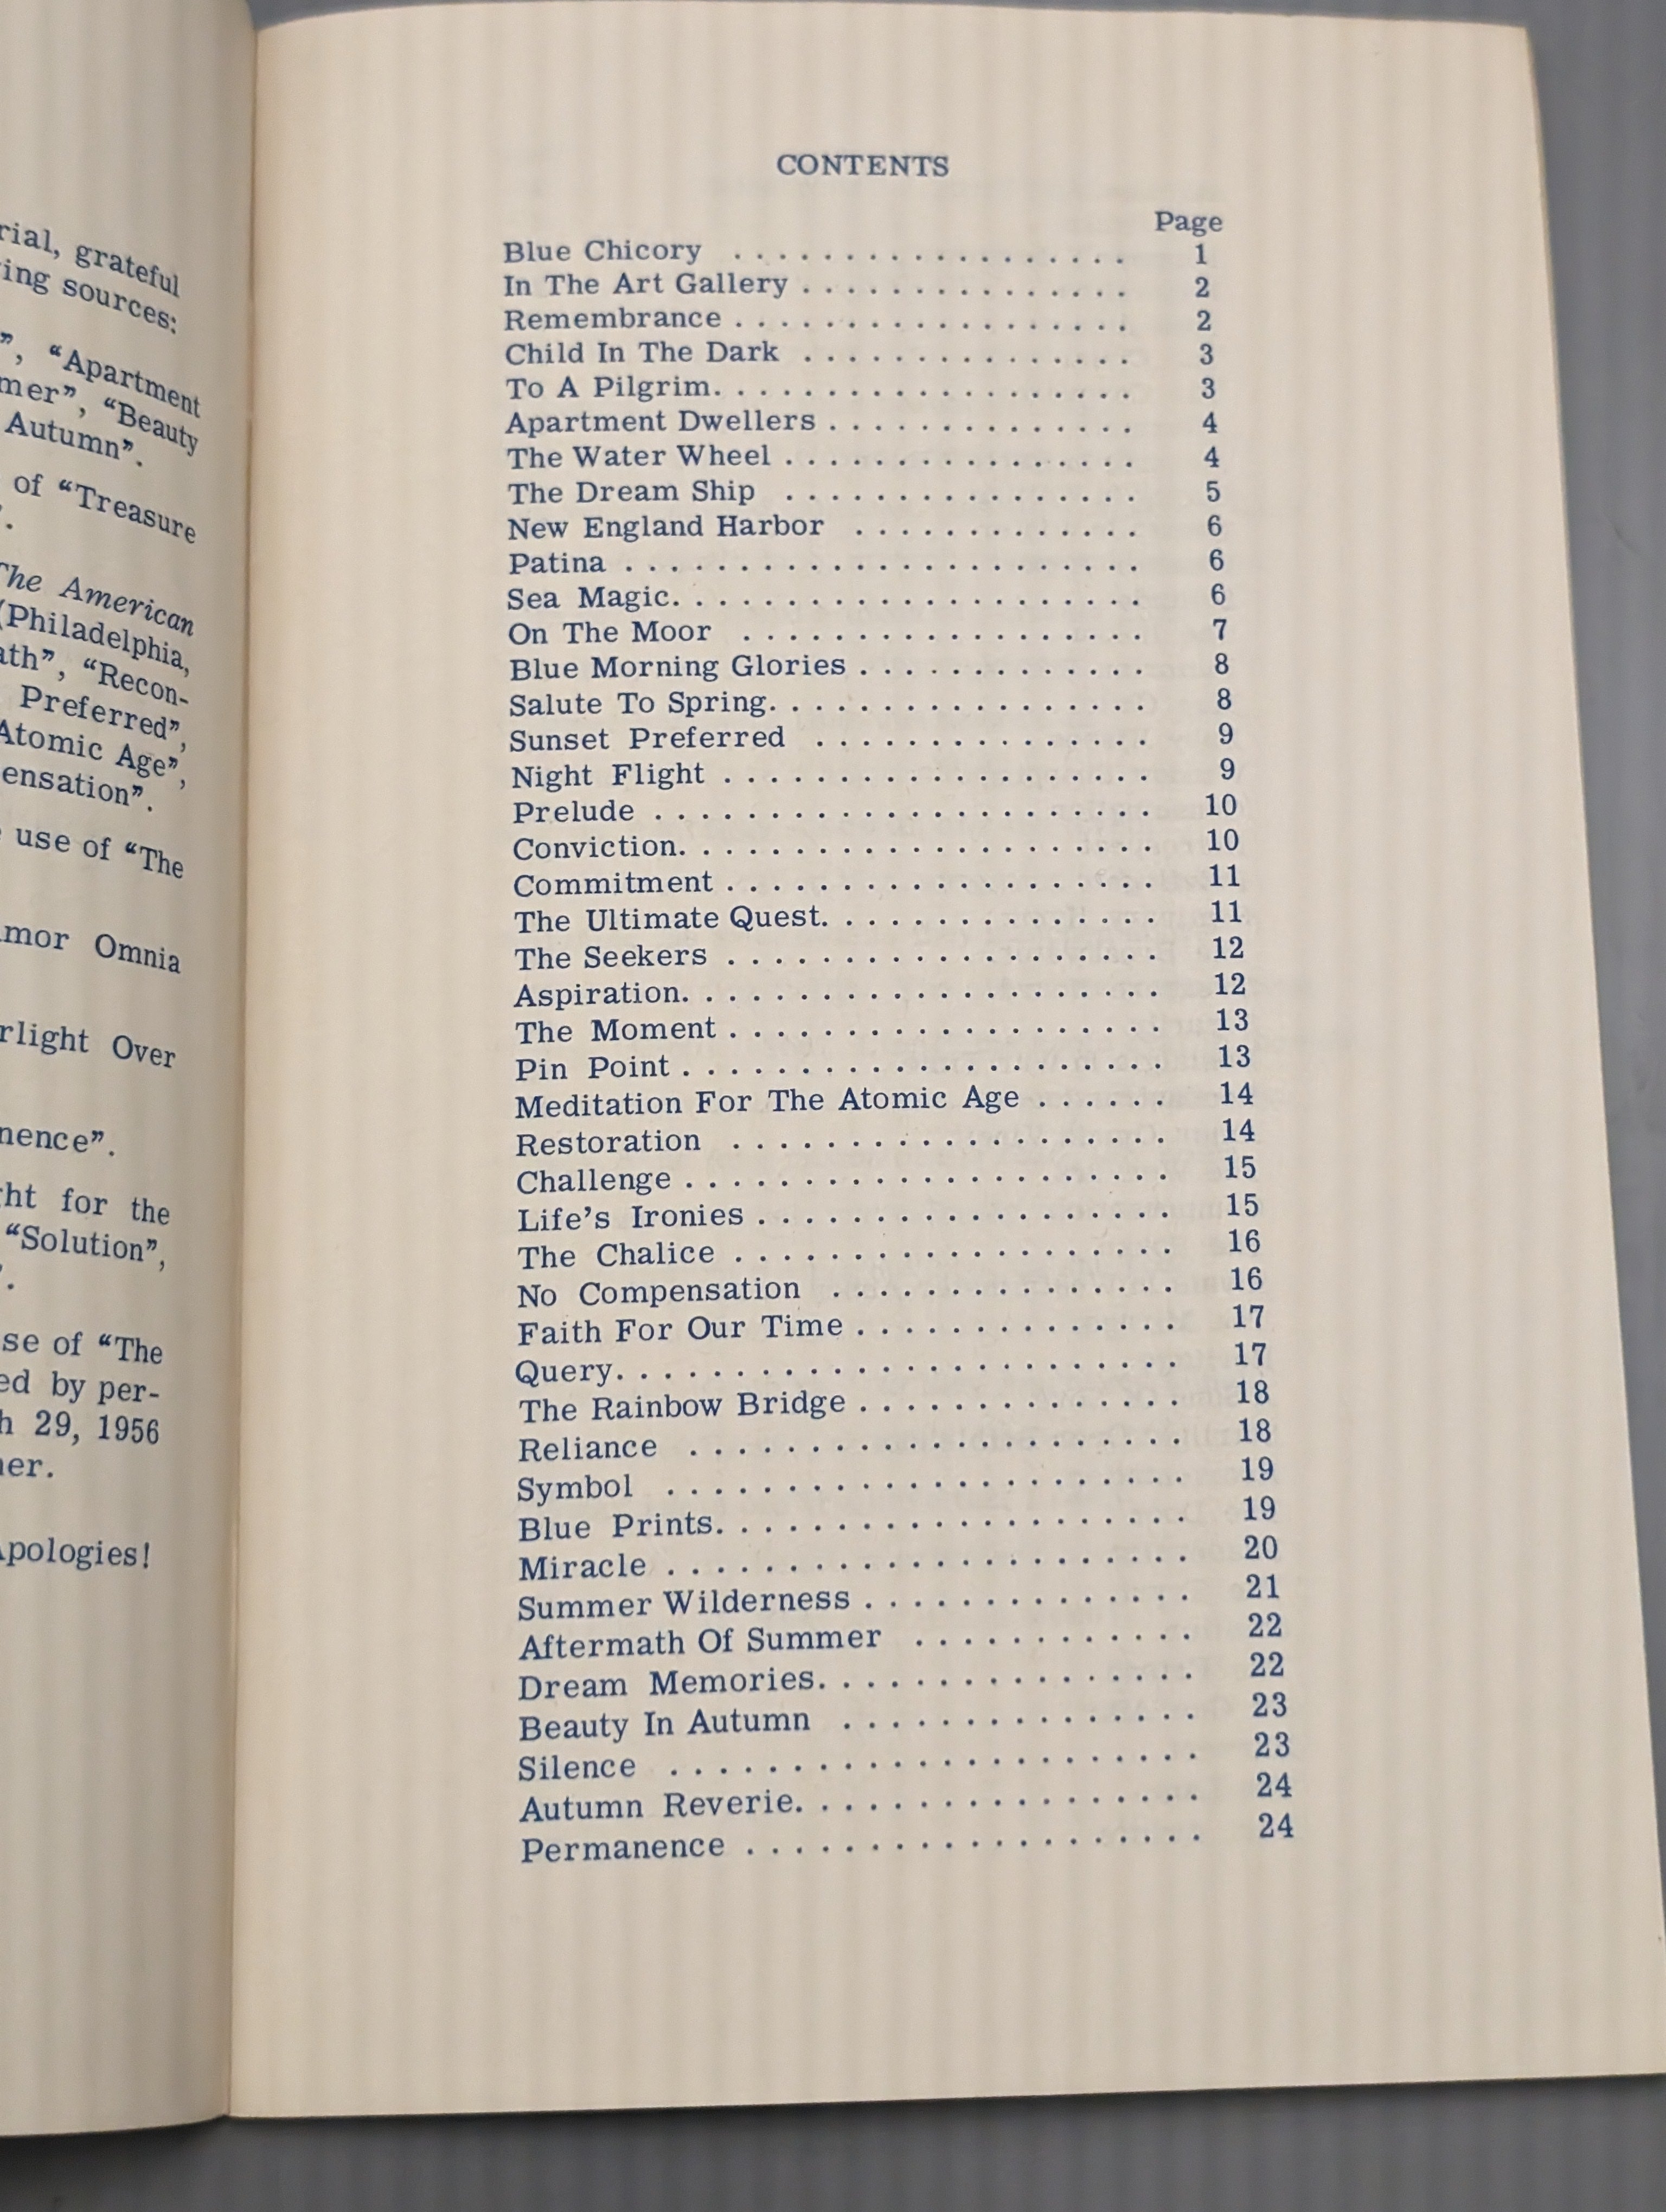 rial, grateful
ing sources:
”, “Apartment
mer”, “Beauty
Autumn”.
of “Treasure
”.
The American
(Philadelphia,
ath”, “Recon-
Preferred”,
Atomic Age”,
ensation”.
use of “The
mor Omnia
rlight Over
nence”.
ht for the
“Solution”,
”.
se of “The
ed by per-
h 29, 1956
er.
Apologies!
CONTENTS
Page
Blue Chicory . . . . . . . . . . . . . . . . . 1
In The Art Gallery . . . . . . . . . . . . . . . 2
Remembrance . . . . . . . . . . . . . . . . . . 2
Child In The Dark . . . . . . . . . . . . . . . 3
To A Pilgrim. . . . . . . . . . . . . . . . . . . 3
Apartment Dwellers . . . . . . . . . . . . . . 4
The Water Wheel . . . . . . . . . . . . . . . . 4
The Dream Ship . . . . . . . . . . . . . . . . 5
New England Harbor . . . . . . . . . . . . . 6
Patina . . . . . . . . . . . . . . . . . . . . . . . 6
Sea Magic. . . . . . . . . . . . . . . . . . . . . 6
On The Moor . . . . . . . . . . . . . . . . . . 7
Blue Morning Glories . . . . . . . . . . . . . 8
Salute To Spring. . . . . . . . . . . . . . . . . 8
Sunset Preferred . . . . . . . . . . . . . . . 9
Night Flight . . . . . . . . . . . . . . . . . . . 9
Prelude . . . . . . . . . . . . . . . . . . . . . . 10
Conviction. . . . . . . . . . . . . . . . . . . . . 10
Commitment . . . . . . . . . . . . . . . . . . . 11
The Ultimate Quest. . . . . . . . . . . . . . . 11
The Seekers . . . . . . . . . . . . . . . . . . . 12
Aspiration. . . . . . . . . . . . . . . . . . . . . 12
The Moment . . . . . . . . . . . . . . . . . . . 13
Pin Point . . . . . . . . . . . . . . . . . . . . . 13
Meditation For The Atomic Age . . . . . . 14
Restoration . . . . . . . . . . . . . . . . . . . 14
Challenge . . . . . . . . . . . . . . . . . . . . . 15
Life’s Ironies . . . . . . . . . . . . . . . . . . 15
The Chalice . . . . . . . . . . . . . . . . . . . 16
No Compensation . . . . . . . . . . . . . . . 16
Faith For Our Time . . . . . . . . . . . . . . 17
Query. . . . . . . . . . . . . . . . . . . . . . . . 17
The Rainbow Bridge . . . . . . . . . . . . . . 18
Reliance . . . . . . . . . . . . . . . . . . . . . 18
Symbol . . . . . . . . . . . . . . . . . . . . . . 19
Blue Prints. . . . . . . . . . . . . . . . . . . . 19
Miracle . . . . . . . . . . . . . . . . . . . . . . 20
Summer Wilderness . . . . . . . . . . . . . . 21
Aftermath Of Summer . . . . . . . . . . . . 22
Dream Memories. . . . . . . . . . . . . . . . 22
Beauty In Autumn . . . . . . . . . . . . . . . 23
Silence . . . . . . . . . . . . . . . . . . . . . . 23
Autumn Reverie. . . . . . . . . . . . . . . . . 24
Permanence . . . . . . . . . . . . . . . . . . . 24